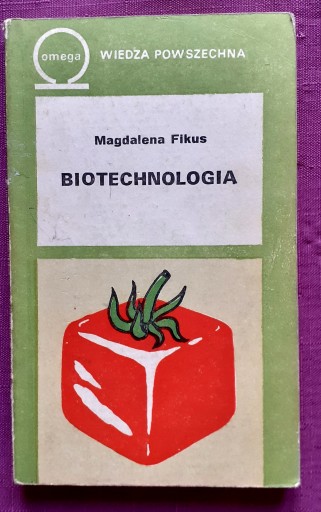 omega
WIEDZA POWSZECHNA
Magdalena Fikus
BIOTECHNOLOGIA